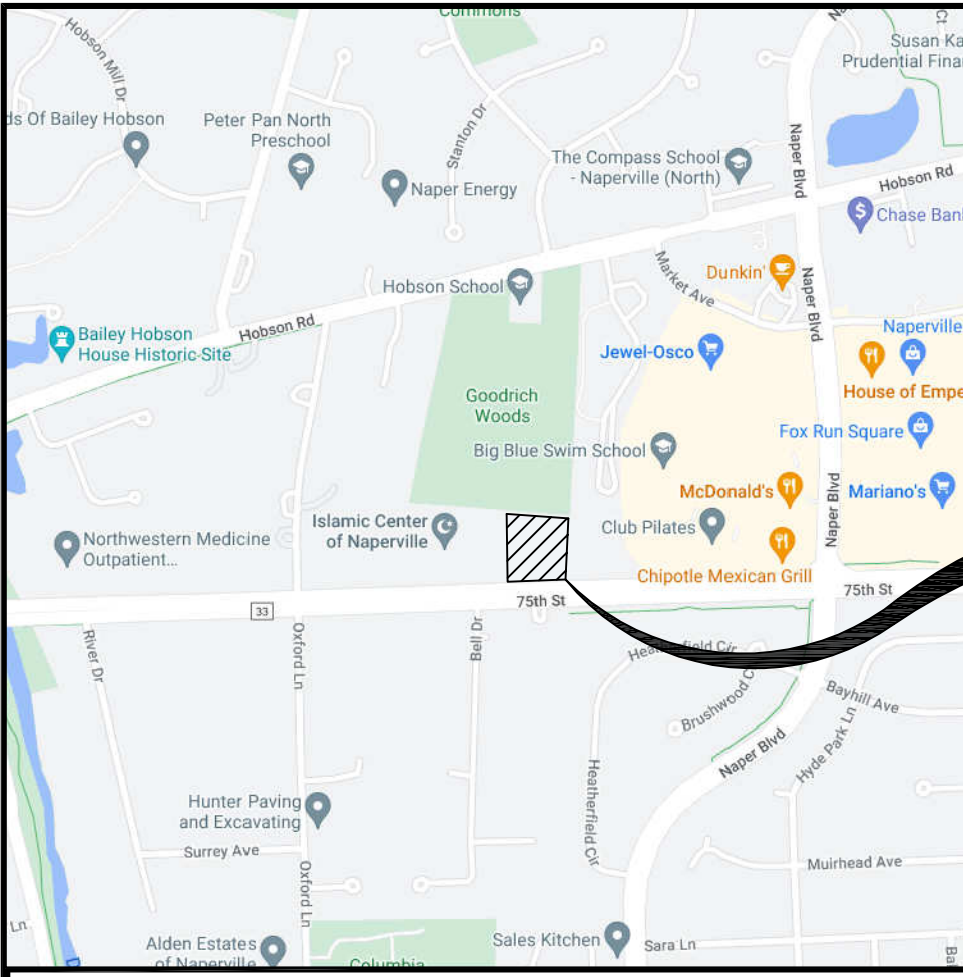 Commons
Hobson Mill Dr
Susan Ka
Prudential Finan
Ct
ds Of Bailey Hobson
Peter Pan North
Preschool
Stanton Dr
Naper Blvd
The Compass School
- Naperville (North)
Naper Energy
Hobson Rd
Chase Bank
Market Ave
Dunkin'
Hobson School
Naper Blvd
Hobson Rd
Bailey Hobson
House Historic Site
Naperville
Jewel-Osco
House of Empe
Goodrich
Woods
Fox Run Square
Big Blue Swim School
McDonald's
Mariano's
Naper Blvd
Islamic Center
of Naperville
Club Pilates
Northwestern Medicine
Outpatient...
Chipotle Mexican Grill
75th St
75th St
33
River Dr
Oxford Ln
Bell Dr
Heatherfield Cir
Brushwood C
Bayhill Ave
Naper Blvd
Hyde Park Ln
Heatherfield Cir
Hunter Paving
and Excavating
Surrey Ave
Muirhead Ave
Oxford Ln
Ln
Alden Estates
of Naperville
Sales Kitchen
Sara Ln
Columbia
D
Bal